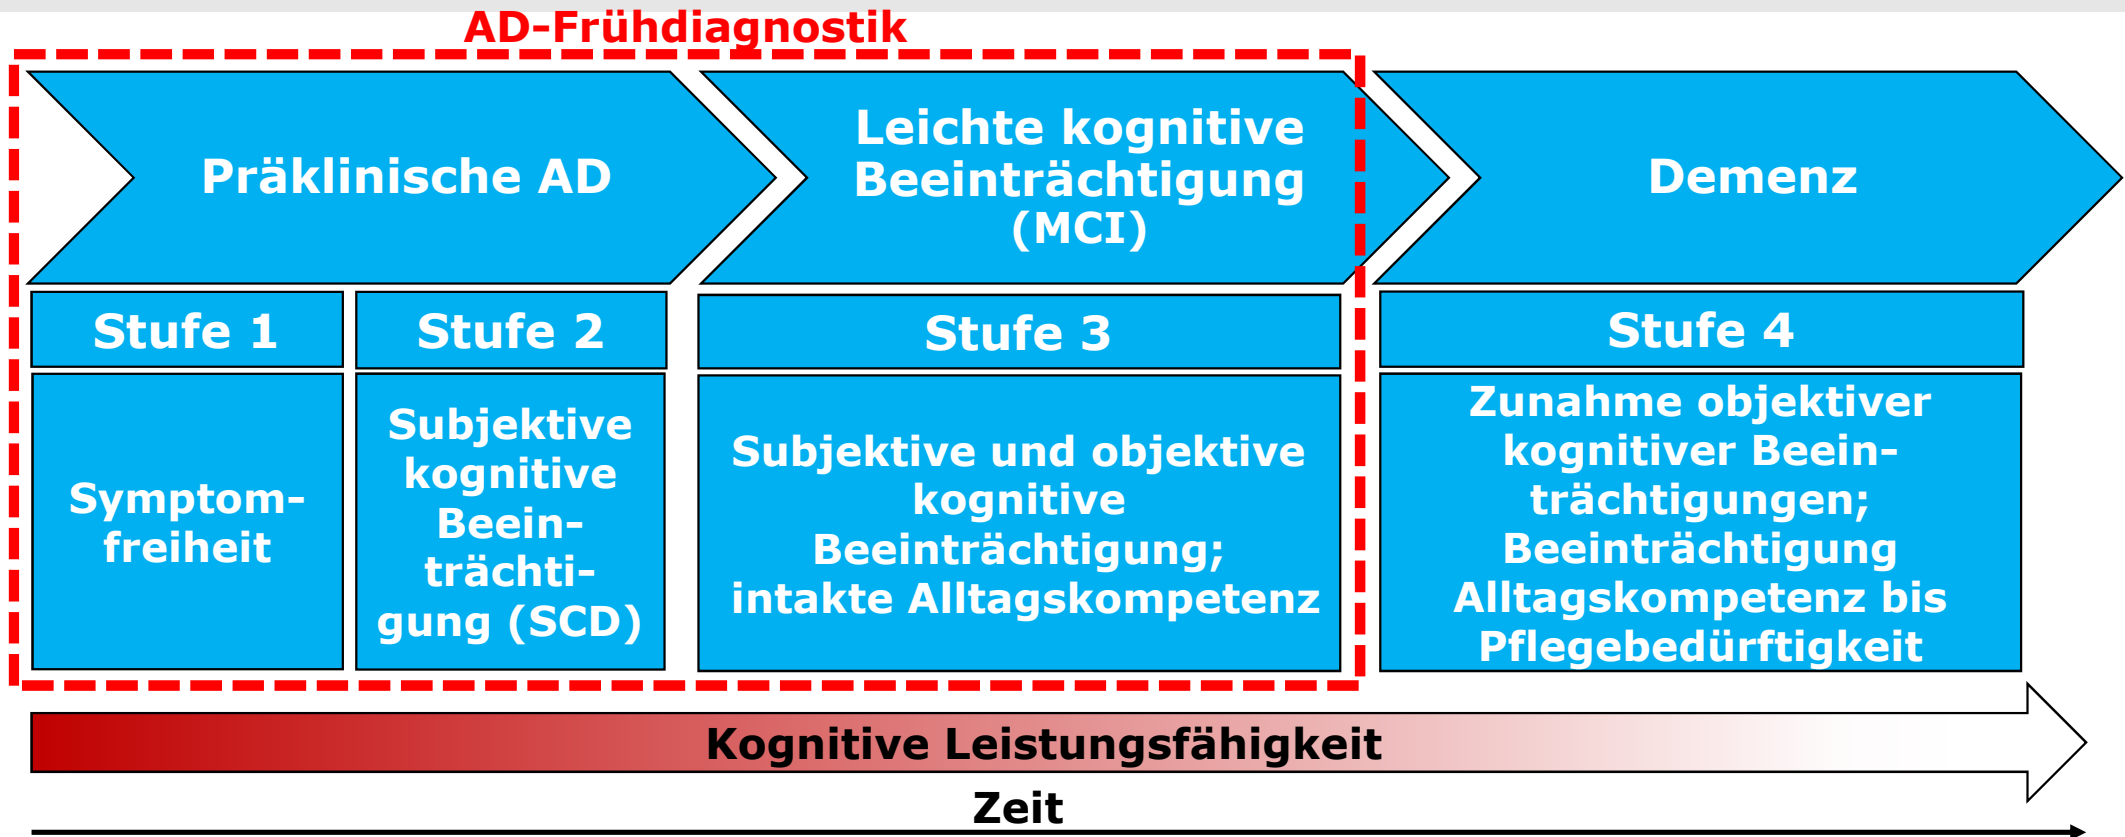 AD-Frühdiagnostik
Präklinische AD
Leichte kognitive
Beeinträchtigung
(MCI)
Demenz
Stufe 1
Stufe 2
Stufe 3
Stufe 4
Symptom-
freiheit
Subjektive
kognitive
Beein-
trächti-
gung (SCD)
Subjektive und objektive
kognitive
Beeinträchtigung;
intakte Alltagskompetenz
Zunahme objektiver
kognitiver Beein-
trächtigungen;
Beeinträchtigung
Alltagskompetenz bis
Pflegebedürftigkeit
Kognitive Leistungsfähigkeit
Zeit